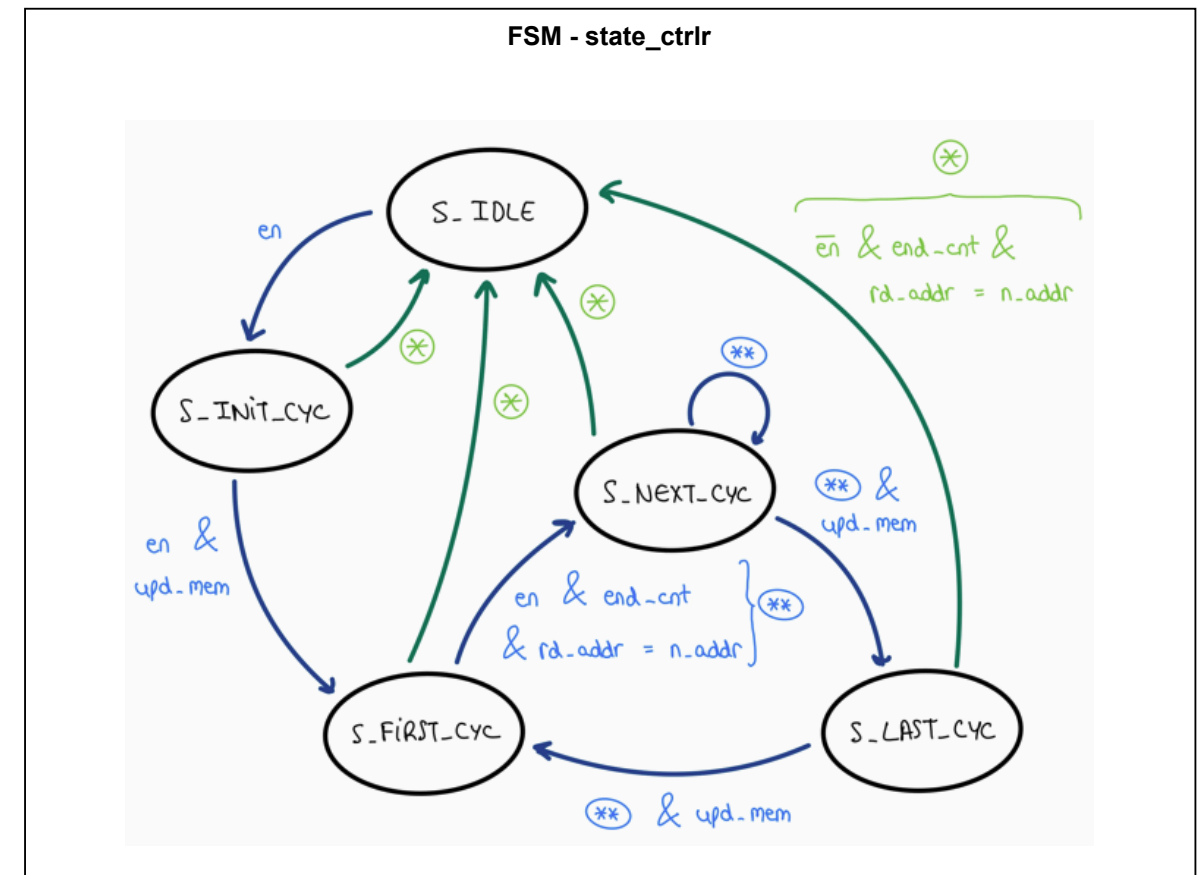 FSM - state_ctrlr
S_IDLE
en
*
e̅n̅ & end_cnt &
rd_addr = n_addr
*
*
*
**
S_INiT_CYC
S_NEXT_CYC
** &
upd_mem
en &
upd_mem
en & end_cnt
& rd_addr = n_addr
**
S_FiRST_CYC
S_LAST_CYC
** & upd_mem